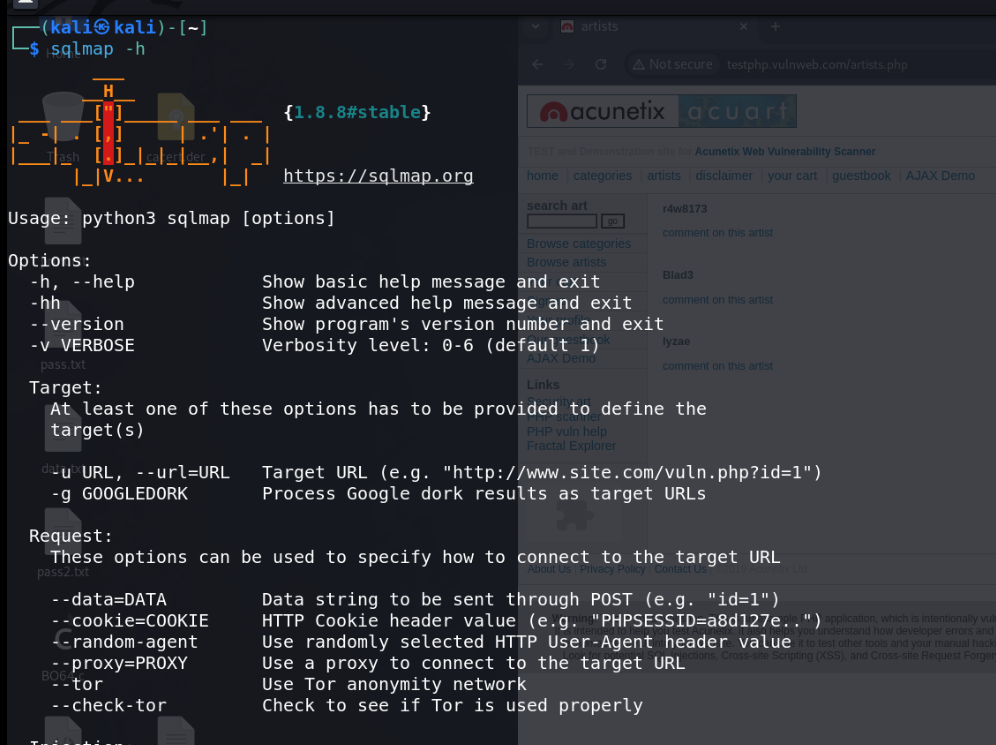 (kali㉿kali)-[~]
$ sqlmap -h
{1.8.8#stable}
https://sqlmap.org
Usage: python3 sqlmap [options]
Options:
-h, --help Show basic help message and exit
-hh Show advanced help message and exit
--version Show program's version number and exit
-v VERBOSE Verbosity level: 0-6 (default 1)
Target:
At least one of these options has to be provided to define the
target(s)
-u URL, --url=URL Target URL (e.g. "http://www.site.com/vuln.php?id=1")
-g GOOGLEDORK Process Google dork results as target URLs
Request:
These options can be used to specify how to connect to the target URL
--data=DATA Data string to be sent through POST (e.g. "id=1")
--cookie=COOKIE HTTP Cookie header value (e.g. "PHPSESSID=a8d127e..")
--random-agent Use randomly selected HTTP User-Agent header value
--proxy=PROXY Use a proxy to connect to the target URL
--tor Use Tor anonymity network
--check-tor Check to see if Tor is used properly
Injection:
Home
Trash
pass.txt
pass2.txt
artists
Not secure testphp.vulnweb.com/artists.php
acunetix acuart
TEST and Demonstration site for Acunetix Web Vulnerability Scanner
home categories artists disclaimer your cart guestbook AJAX Demo
search art
go
Browse categories
Browse artists
AJAX Demo
Links
Security art
PHP scanner
PHP vuln help
Fractal Explorer
r4w8173
comment on this artist
Blad3
comment on this artist
lyzae
comment on this artist
About Us Privacy Policy Contact Us